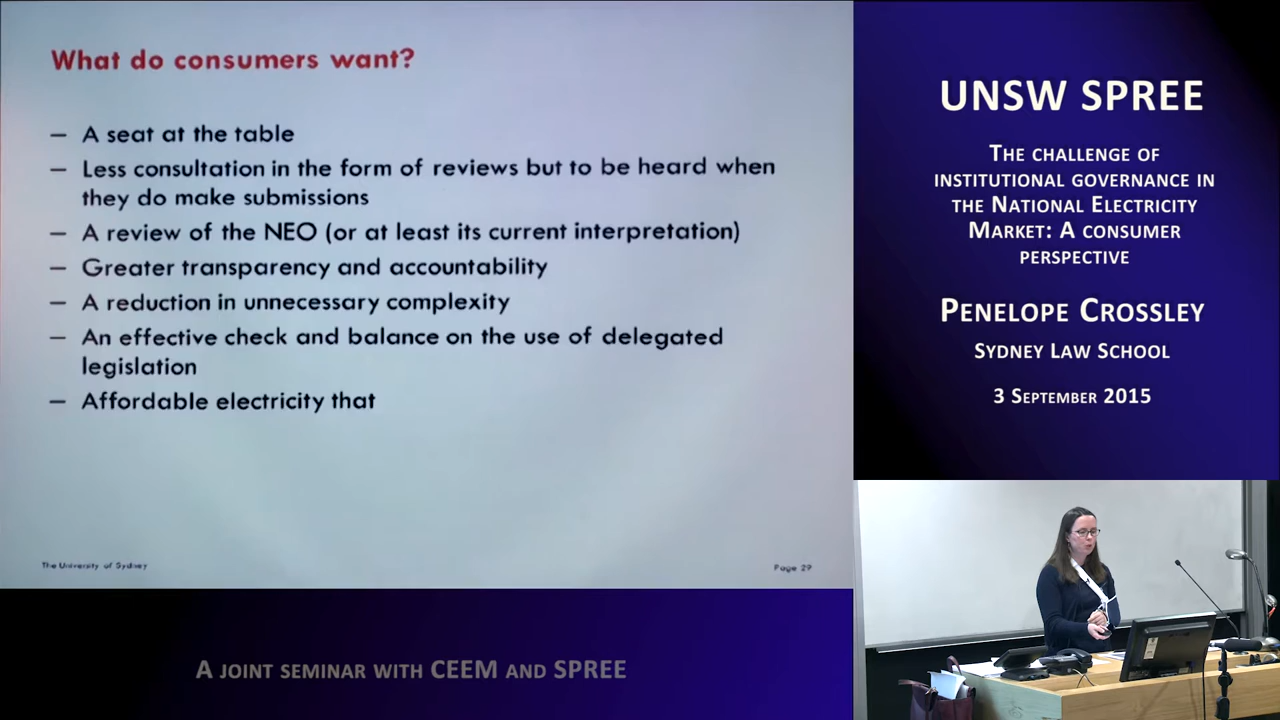 What do consumers want?
– A seat at the table
– Less consultation in the form of reviews but to be heard when
they do make submissions
– A review of the NEO (or at least its current interpretation)
– Greater transparency and accountability
– A reduction in unnecessary complexity
– An effective check and balance on the use of delegated
legislation
– Affordable electricity that
The University of Sydney
Page 29
UNSW SPREE
The challenge of
institutional governance in
the National Electricity
Market: A consumer
perspective
Penelope Crossley
Sydney Law School
3 September 2015
A joint seminar with CEEM and SPREE